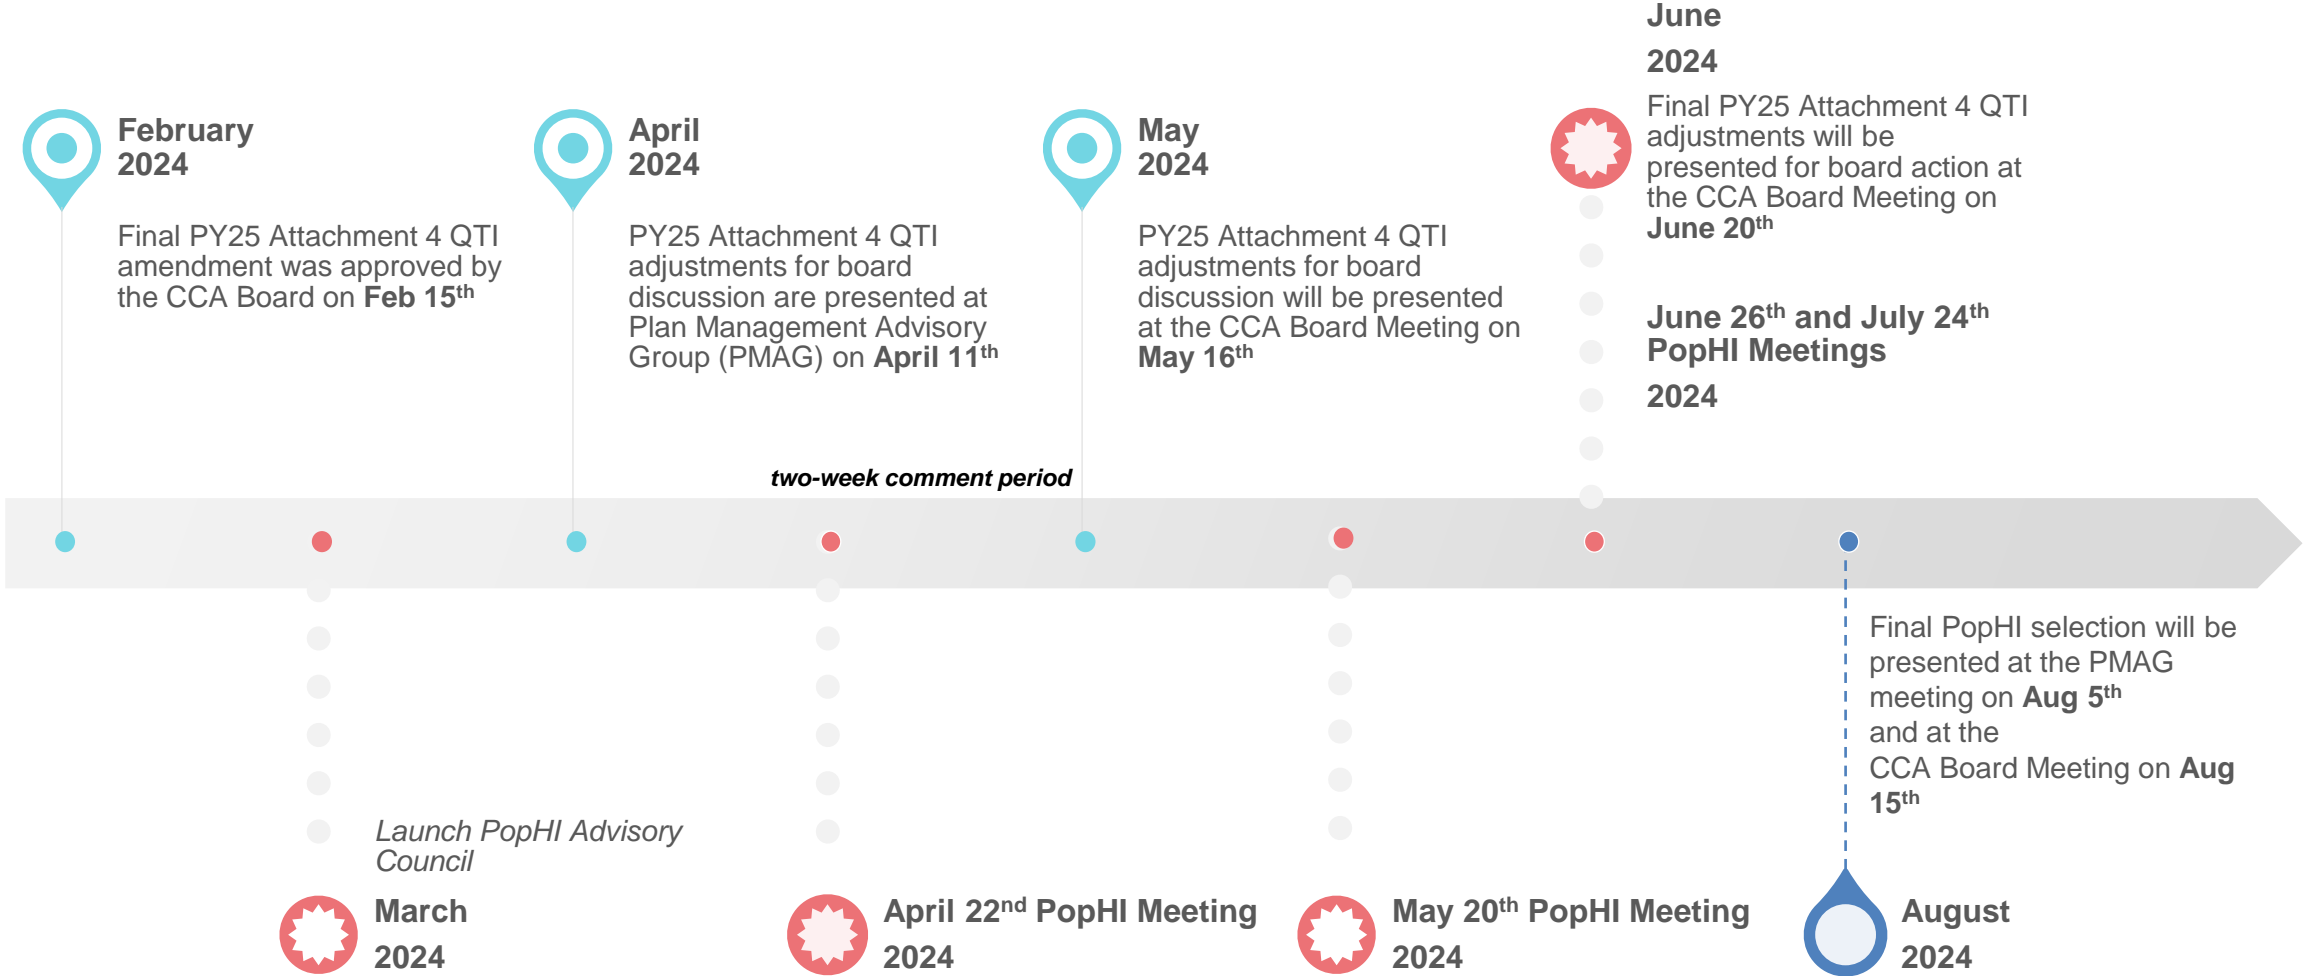 February
2024
Final PY25 Attachment 4 QTI
amendment was approved by
the CCA Board on Feb 15th
April
2024
PY25 Attachment 4 QTI
adjustments for board
discussion are presented at
Plan Management Advisory
Group (PMAG) on April 11th
May
2024
PY25 Attachment 4 QTI
adjustments for board
discussion will be presented
at the CCA Board Meeting on
May 16th
June
2024
Final PY25 Attachment 4 QTI
adjustments will be
presented for board action at
the CCA Board Meeting on
June 20th
June 26th and July 24th
PopHI Meetings
2024
two-week comment period
Launch PopHI Advisory
Council
March
2024
April 22nd PopHI Meeting
2024
May 20th PopHI Meeting
2024
Final PopHI selection will be
presented at the PMAG
meeting on Aug 5th
and at the
CCA Board Meeting on Aug
15th
August
2024